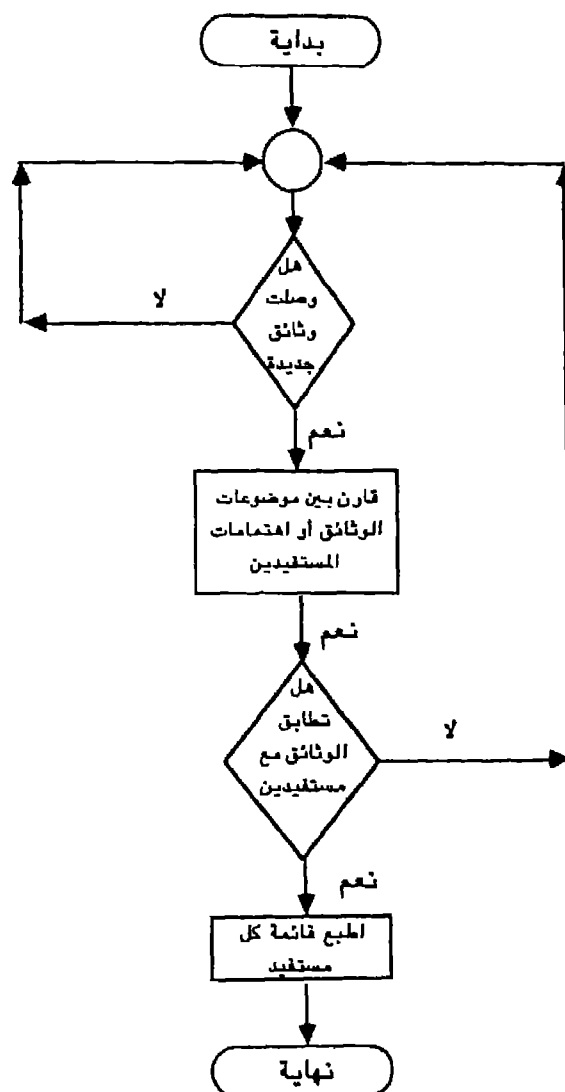 بداية
هل
وصلت
وثائق
جديدة
لا
نعم
قارن بين موضوعات
الوثائق أو اهتمامات
المستفيدين
نعم
هل
تطابق
الوثائق مع
مستفيدين
لا
نعم
اطبع قائمة كل
مستفيد
نهاية